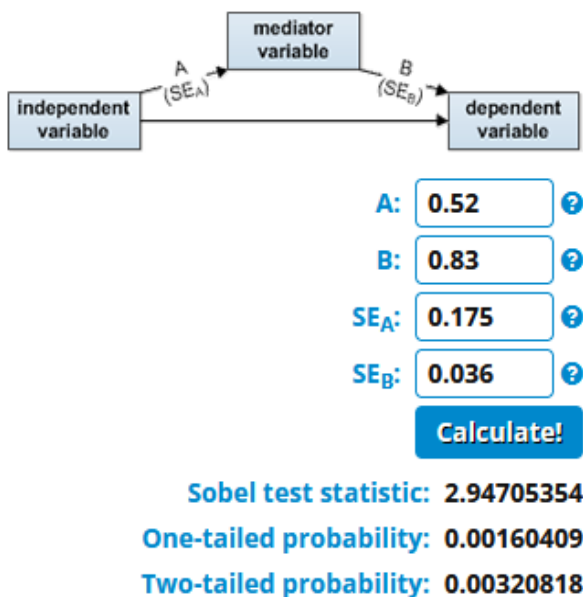 mediator
variable
A
(SEA)
B
(SEB)
independent
variable
dependent
variable
A: 0.52 ?
B: 0.83 ?
SEA: 0.175 ?
SEB: 0.036 ?
Calculate!
Sobel test statistic: 2.94705354
One-tailed probability: 0.00160409
Two-tailed probability: 0.00320818